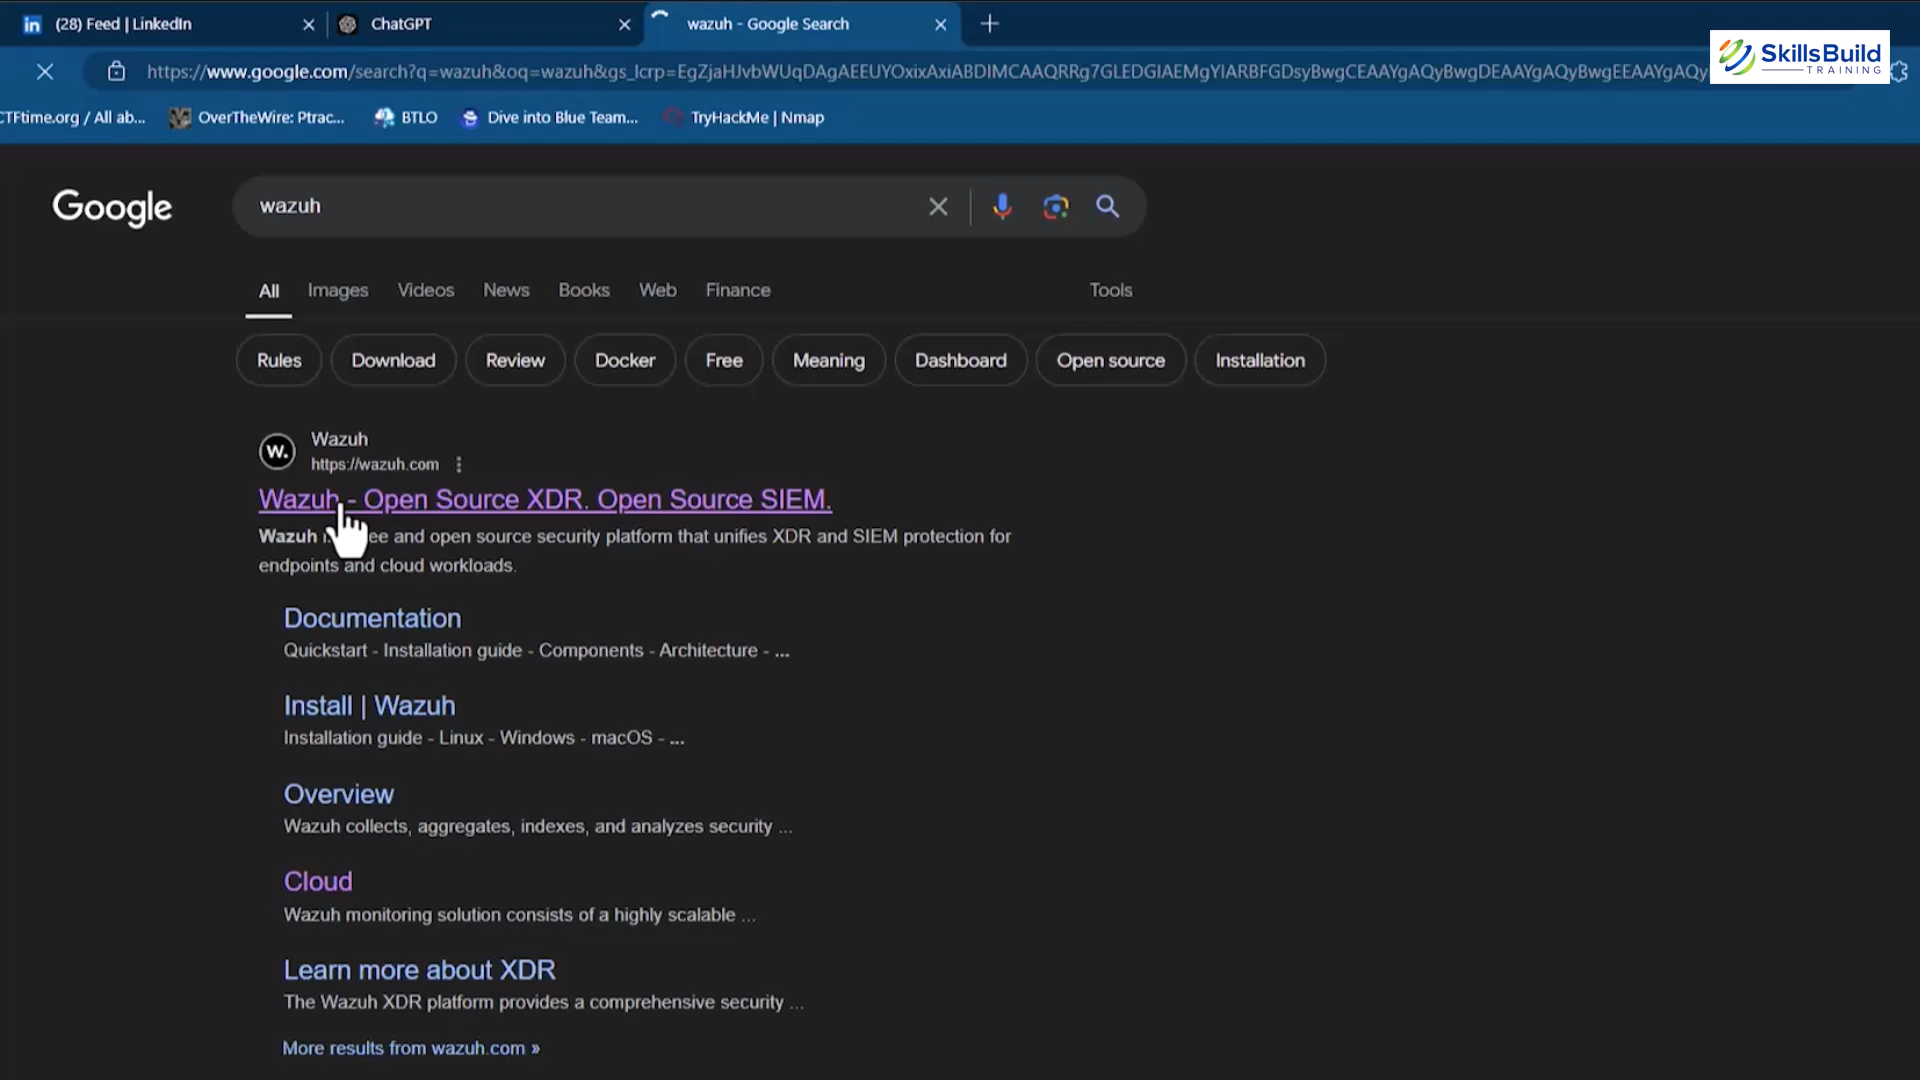 (28) Feed | LinkedIn
ChatGPT
wazuh - Google Search
https://www.google.com/search?q=wazuh&oq=wazuh&gs_lcrp=
SkillsBuild
TRAINING
CTFtime.org / All ab...
OverTheWire: Ptrac...
BTLO
Dive into Blue Team...
TryHackMe | Nmap
Google
wazuh
All
Images
Videos
News
Books
Web
Finance
Tools
Rules
Download
Review
Docker
Free
Meaning
Dashboard
Open source
Installation
W.
Wazuh
https://wazuh.com
Wazuh - Open Source XDR. Open Source SIEM.
Wazuh and open source security platform that unifies XDR and SIEM protection for
endpoints and cloud workloads.
Documentation
Quickstart - Installation guide - Components - Architecture - ...
Install | Wazuh
Installation guide - Linux - Windows - macOS - ...
Overview
Wazuh collects, aggregates, indexes, and analyzes security ...
Cloud
Wazuh monitoring solution consists of a highly scalable ...
Learn more about XDR
The Wazuh XDR platform provides a comprehensive security ...
More results from wazuh.com »